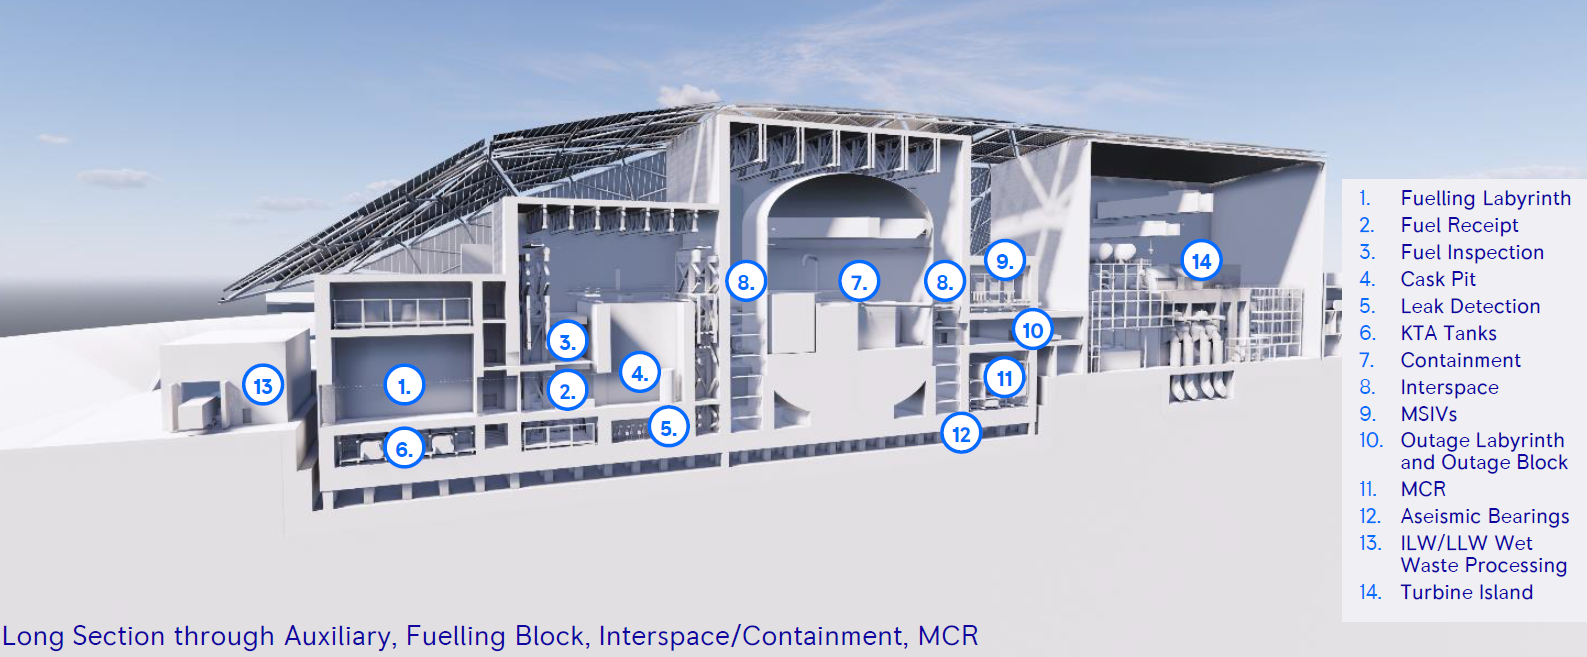 3.
1.
2.
4.
5.
6.
8.
7.
8.
9.
10
11
12
13
14
1. Fuelling Labyrinth
2. Fuel Receipt
3. Fuel Inspection
4. Cask Pit
5. Leak Detection
6. KTA Tanks
7. Containment
8. Interspace
9. MSIVs
10. Outage Labyrinth
and Outage Block
11. MCR
12. Aseismic Bearings
13. ILW/LLW Wet
Waste Processing
14. Turbine Island
Long Section through Auxiliary, Fuelling Block, Interspace/Containment, MCR